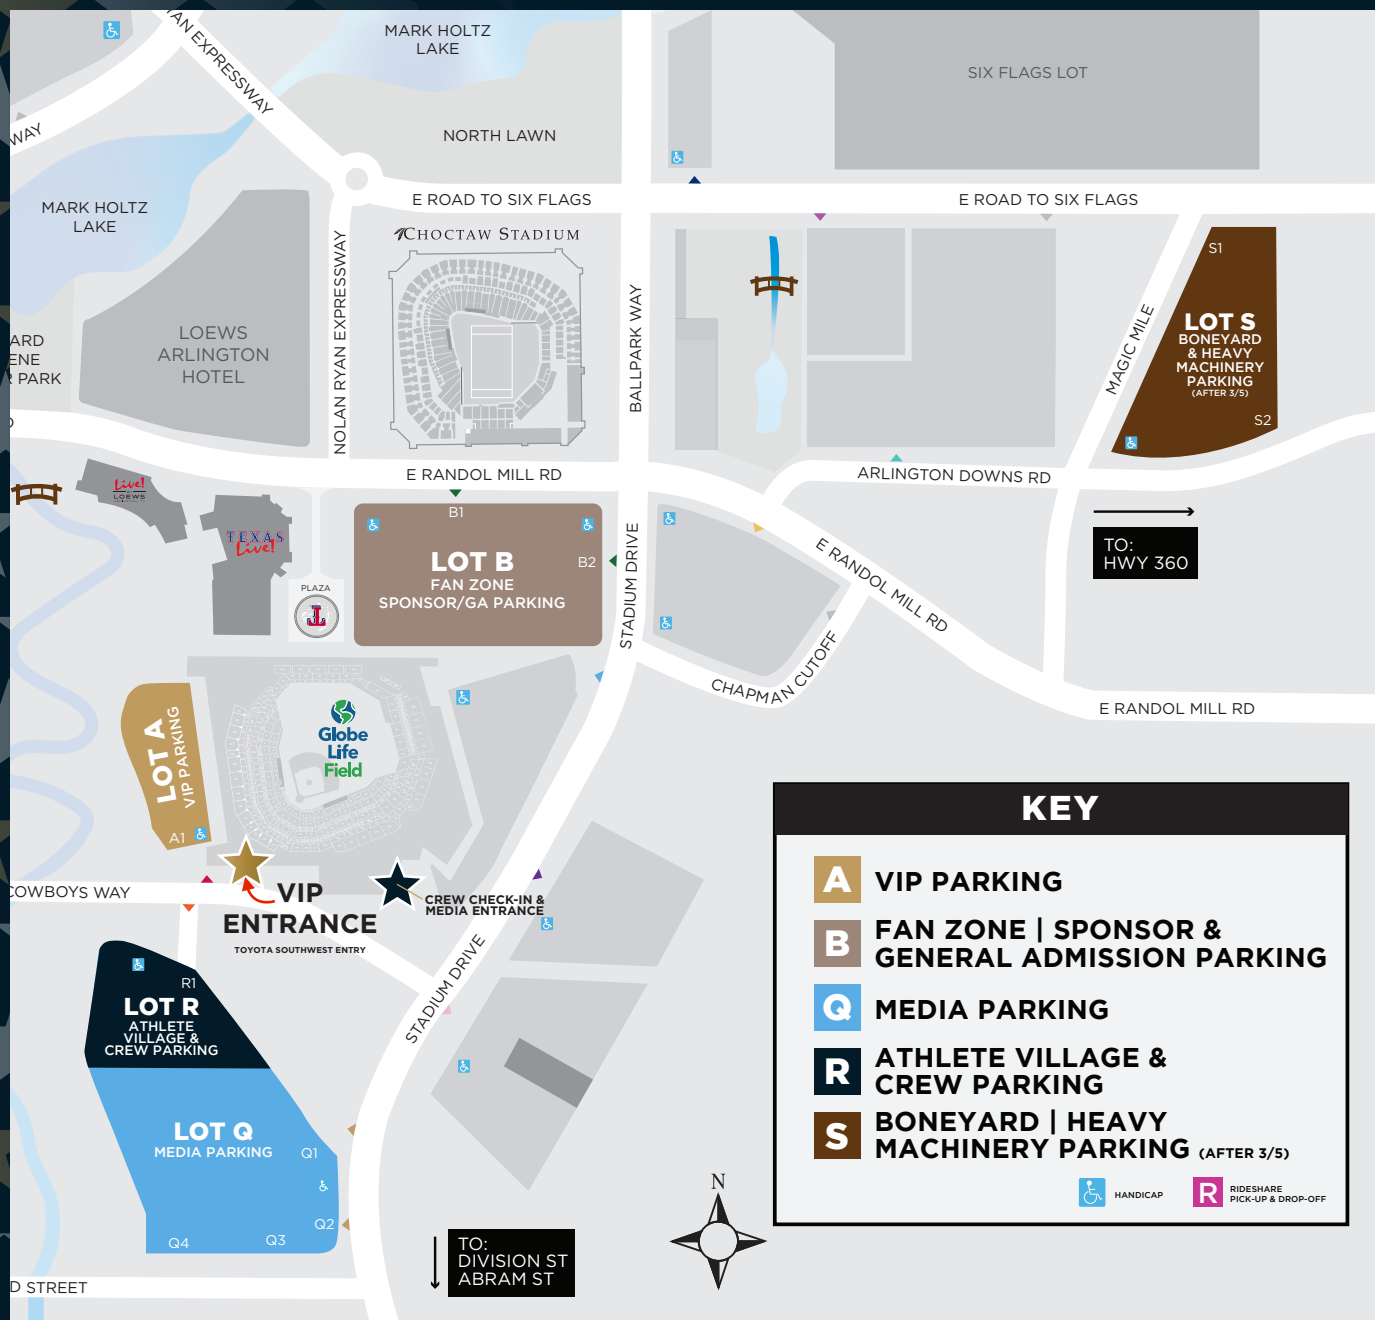 MARK HOLTZ
LAKE
SIX FLAGS LOT
EXPRESSWAY
WAY
NORTH LAWN
MARK HOLTZ
LAKE
E ROAD TO SIX FLAGS
E ROAD TO SIX FLAGS
CHOCTAW STADIUM
NOLAN RYAN EXPRESSWAY
BALLPARK WAY
MAGIC MILE
S1
LOT S
BONEYARD
& HEAVY
MACHINERY
PARKING
(AFTER 3/5)
S2
LOEWS
ARLINGTON
HOTEL
ARD
ENE
R PARK
E RANDOL MILL RD
ARLINGTON DOWNS RD
Live!
LOEWS
TEXAS
Live!
PLAZA
T
B1
LOT B
FAN ZONE
SPONSOR/GA PARKING
B2
STADIUM DRIVE
E RANDOL MILL RD
TO:
HWY 360
CHAPMAN CUTOFF
E RANDOL MILL RD
LOT A
VIP PARKING
A1
Globe
Life
Field
COWBOYS WAY
VIP
ENTRANCE
TOYOTA SOUTHWEST ENTRY
CREW CHECK-IN &
MEDIA ENTRANCE
STADIUM DRIVE
R1
LOT R
ATHLETE
VILLAGE &
CREW PARKING
LOT Q
MEDIA PARKING
Q1
Q2
Q3
Q4
D STREET
TO:
DIVISION ST
ABRAM ST
N
KEY
A VIP PARKING
B FAN ZONE | SPONSOR &
GENERAL ADMISSION PARKING
Q MEDIA PARKING
R ATHLETE VILLAGE &
CREW PARKING
S BONEYARD | HEAVY
MACHINERY PARKING (AFTER 3/5)
HANDICAP
R RIDESHARE
PICK-UP & DROP-OFF